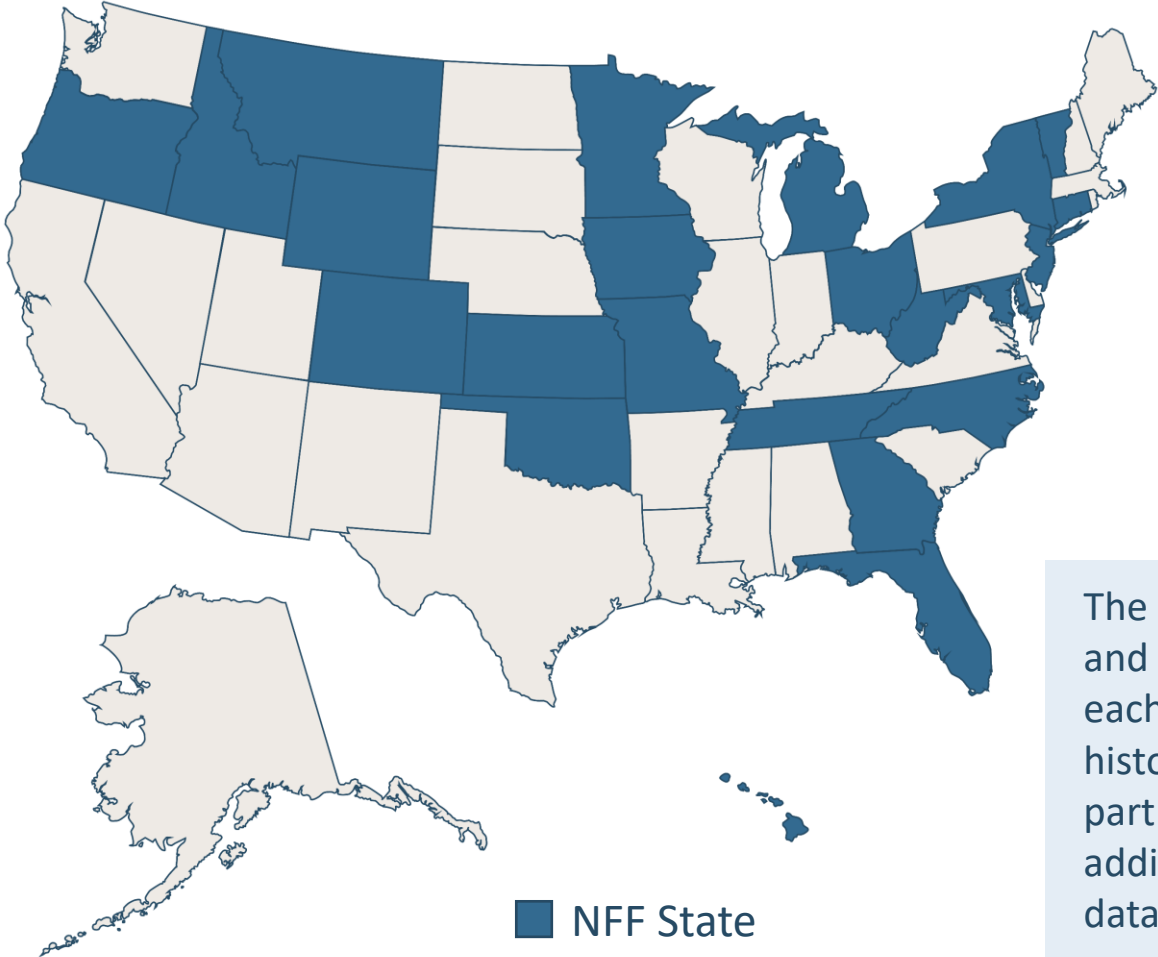 The
and
each
histo
part
addi
data
NFF State